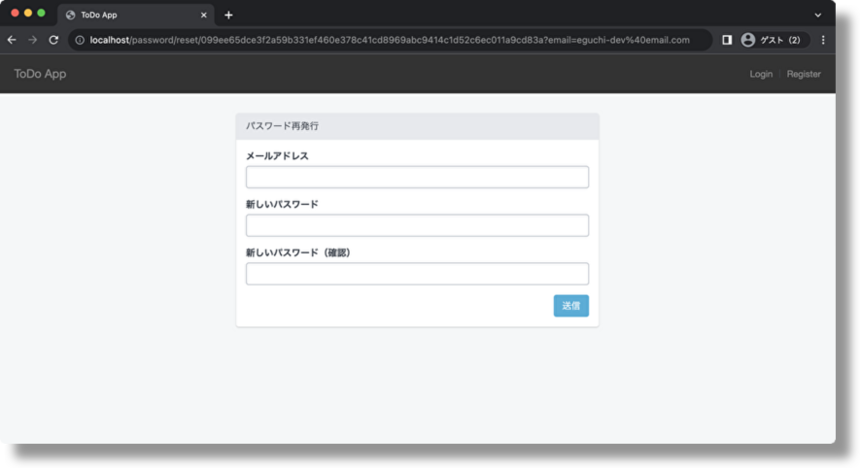 ToDo App
localhost/password/reset/099ee65dce3f2a59b331ef460e378c41cd8969abc9414c1d52c6ec011a9cd83a?email=eguchi-dev%40email.com
ゲスト (2)
ToDo App
Login
Register
パスワード再発行
メールアドレス
新しいパスワード
新しいパスワード（確認）
送信